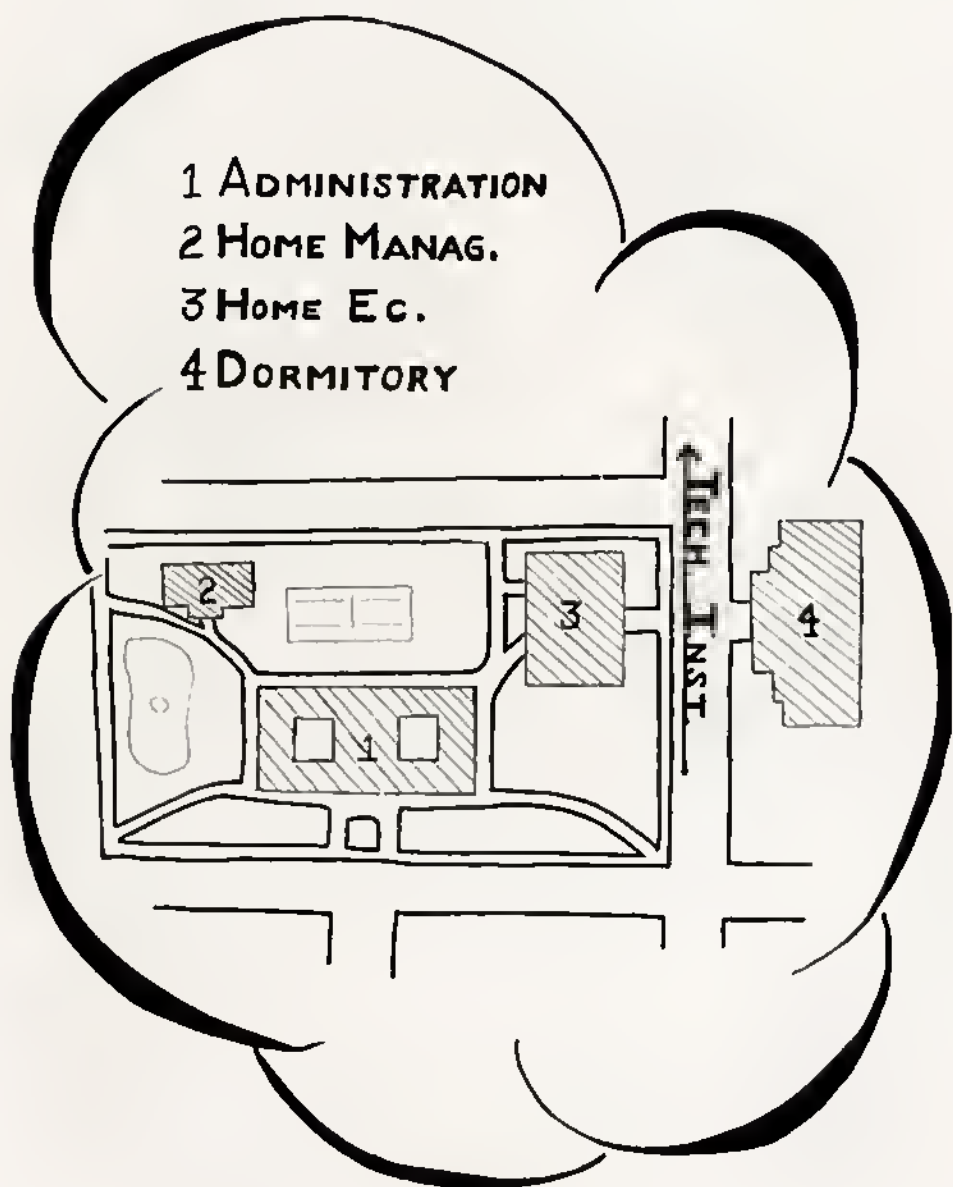 1 ADMINISTRATION
2 HOME MANAG.
3 HOME EC.
4 DORMITORY
TECH. INST.
2
3
4
1